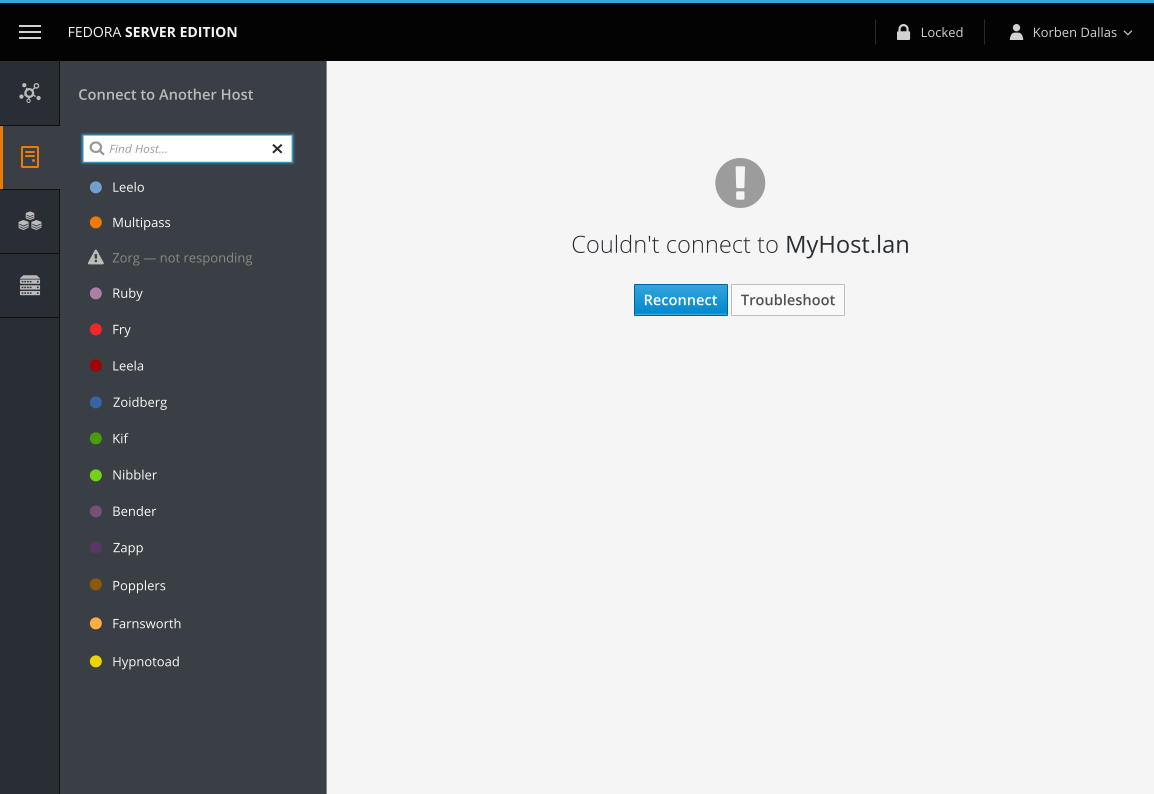 FEDORA SERVER EDITION
Locked
Korben Dallas
Connect to Another Host
Find Host...
Leelo
Multipass
Zorg — not responding
Ruby
Fry
Leela
Zoidberg
Kif
Nibbler
Bender
Zapp
Popplers
Farnsworth
Hypnotoad
Couldn't connect to MyHost.lan
Reconnect
Troubleshoot